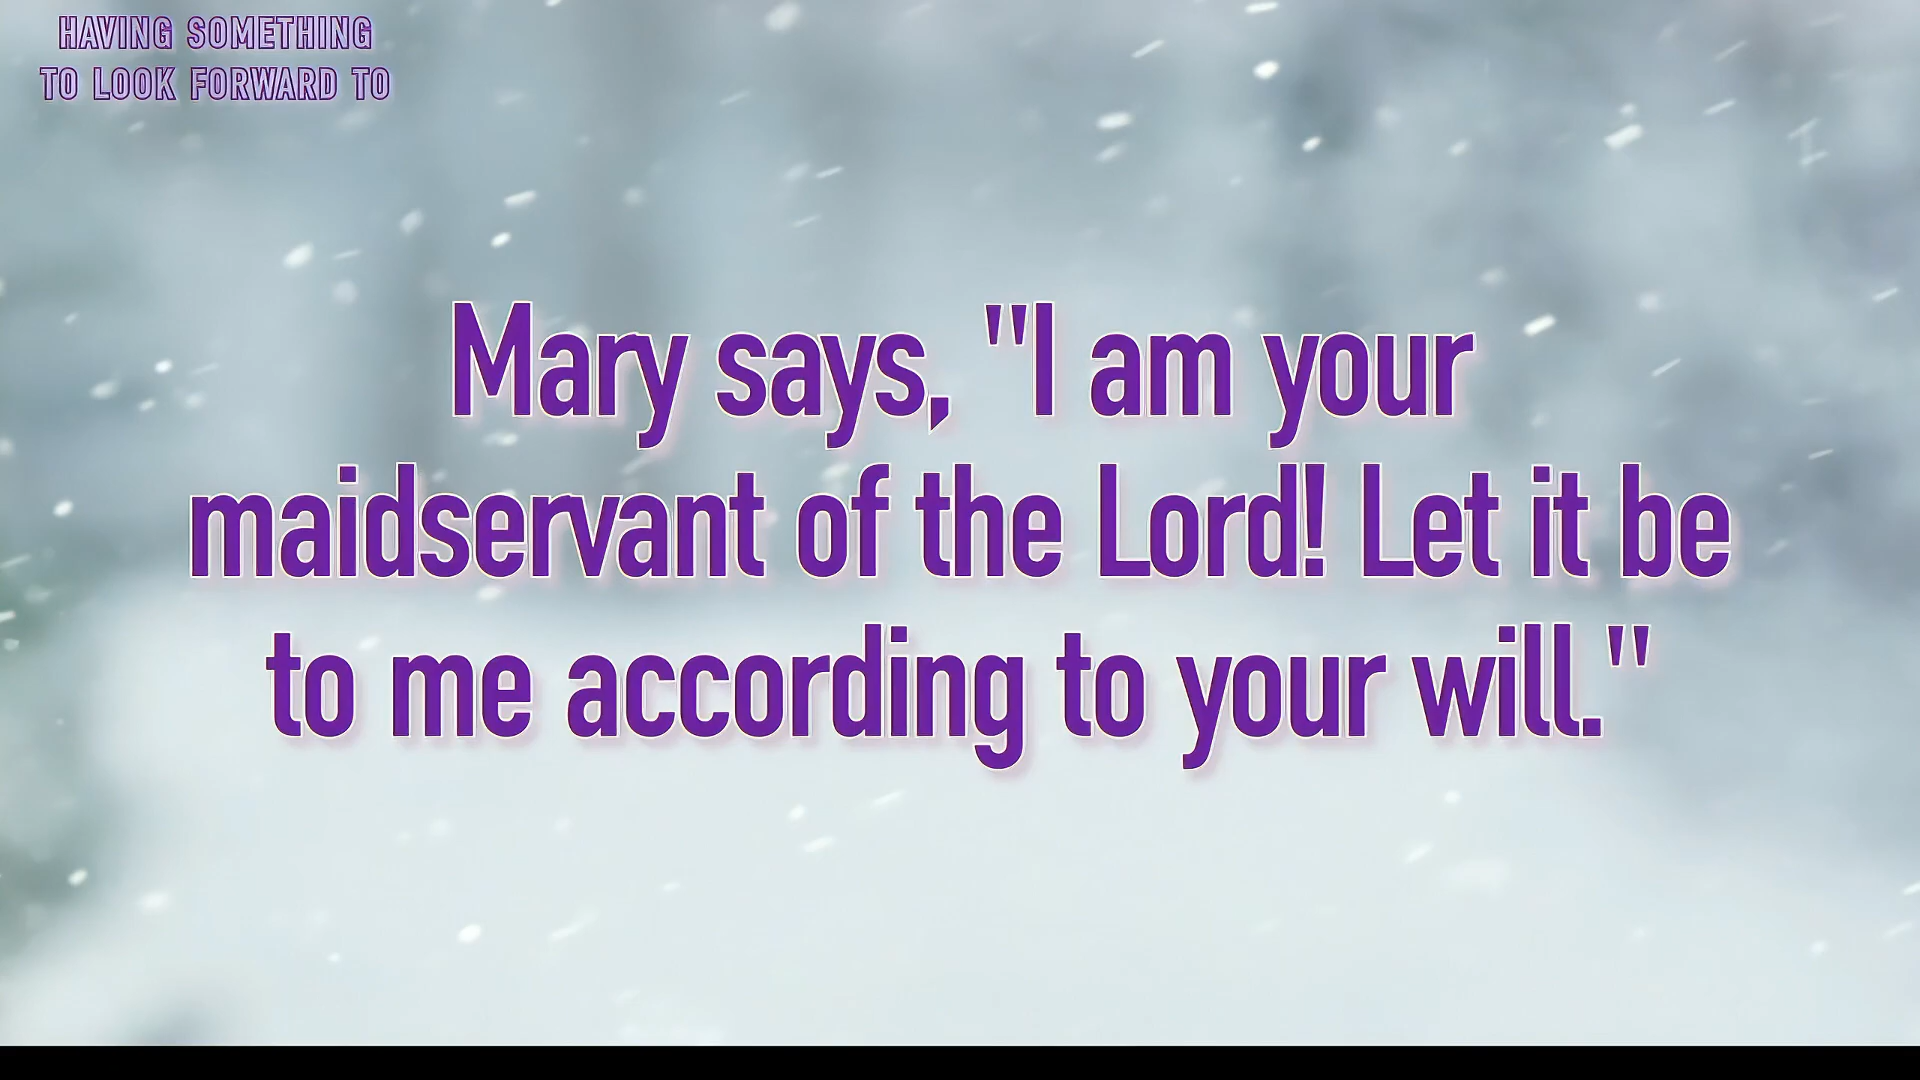 HAVING SOMETHING
TO LOOK FORWARD TO
Mary says, "I am your
maidservant of the Lord! Let it be
to me according to your will."